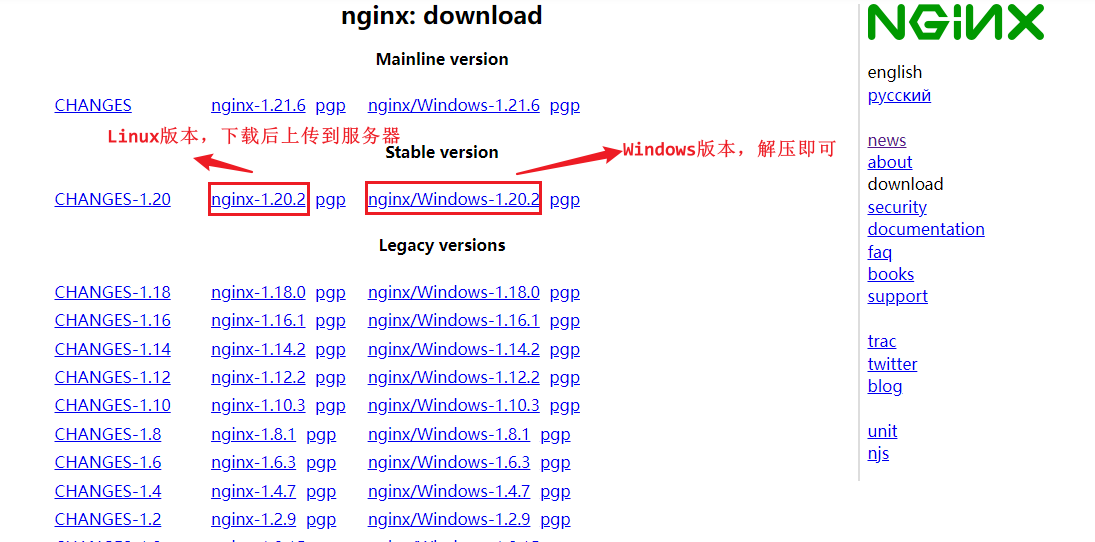 nginx: download
NGINX
Mainline version
english
русский
CHANGES nginx-1.21.6 pgp nginx/Windows-1.21.6 pgp
Linux版本，下载后上传到服务器
Stable version
Windows版本，解压即可
news
about
download
security
documentation
faq
books
support
CHANGES-1.20 nginx-1.20.2 pgp nginx/Windows-1.20.2 pgp
Legacy versions
CHANGES-1.18 nginx-1.18.0 pgp nginx/Windows-1.18.0 pgp
CHANGES-1.16 nginx-1.16.1 pgp nginx/Windows-1.16.1 pgp
CHANGES-1.14 nginx-1.14.2 pgp nginx/Windows-1.14.2 pgp
CHANGES-1.12 nginx-1.12.2 pgp nginx/Windows-1.12.2 pgp
CHANGES-1.10 nginx-1.10.3 pgp nginx/Windows-1.10.3 pgp
CHANGES-1.8 nginx-1.8.1 pgp nginx/Windows-1.8.1 pgp
CHANGES-1.6 nginx-1.6.3 pgp nginx/Windows-1.6.3 pgp
CHANGES-1.4 nginx-1.4.7 pgp nginx/Windows-1.4.7 pgp
CHANGES-1.2 nginx-1.2.9 pgp nginx/Windows-1.2.9 pgp
trac
twitter
blog
unit
njs